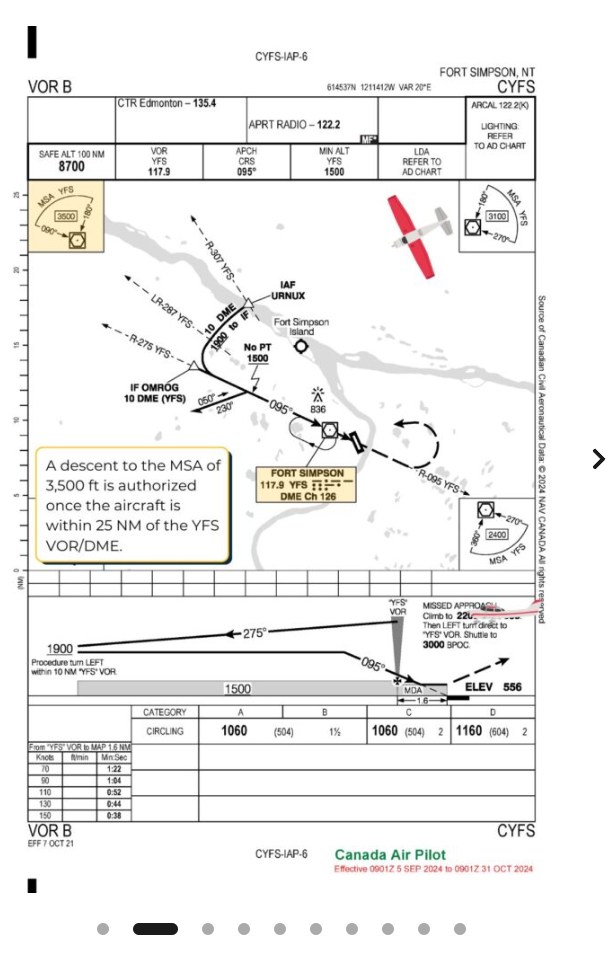 CYFS-IAP-6
FORT SIMPSON, NT
VOR B
614537N 1211412W VAR 20°E
CYFS
CTR Edmonton – 135.4
APRT RADIO – 122.2
MF
ARCAL 122.2(K)
LIGHTING:
REFER
TO AD CHART
SAFE ALT 100 NM
8700
VOR
YFS
117.9
APCH
CRS
095°
MIN ALT
YFS
1500
LDA
REFER TO
AD CHART
MSA YFS
3500
090°
180°
MSA YFS
180°
3100
270°
25
20
15
10
5
0
(NM)
R-307 YFS
LR-287 YFS
R-275 YFS
IAF
URNUX
10 DME
1900 to IF
Fort Simpson
Island
No PT
1500
IF OMROG
10 DME (YFS)
050°
230°
095°
836
R-095 YFS
FORT SIMPSON
117.9 YFS
DME Ch 126
A descent to the MSA of
3,500 ft is authorized
once the aircraft is
within 25 NM of the YFS
VOR/DME.
270°
360°
2400
MSA YFS
Source of Canadian Civil Aeronautical Data: © 2024 NAV CANADA All rights reserved
"YFS"
VOR
MISSED APPROACH
Climb to
Then LEFT turn direct to
"YFS" VOR. Shuttle to
3000 BPOC.
275°
1900
Procedure turn LEFT
within 10 NM "YFS" VOR.
095°
1500
MDA
1.6
ELEV 556
CATEGORY A B C D
CIRCLING 1060 (504) 1½ 1060 (504) 2 1160 (604) 2
From "YFS" VOR to MAP 1.6 NM
Knots ft/min Min:Sec
70 1:22
90 1:04
110 0:52
130 0:44
150 0:38
VOR B
CYFS
EFF 7 OCT 21
CYFS-IAP-6
Canada Air Pilot
Effective 0901Z 5 SEP 2024 to 0901Z 31 OCT 2024